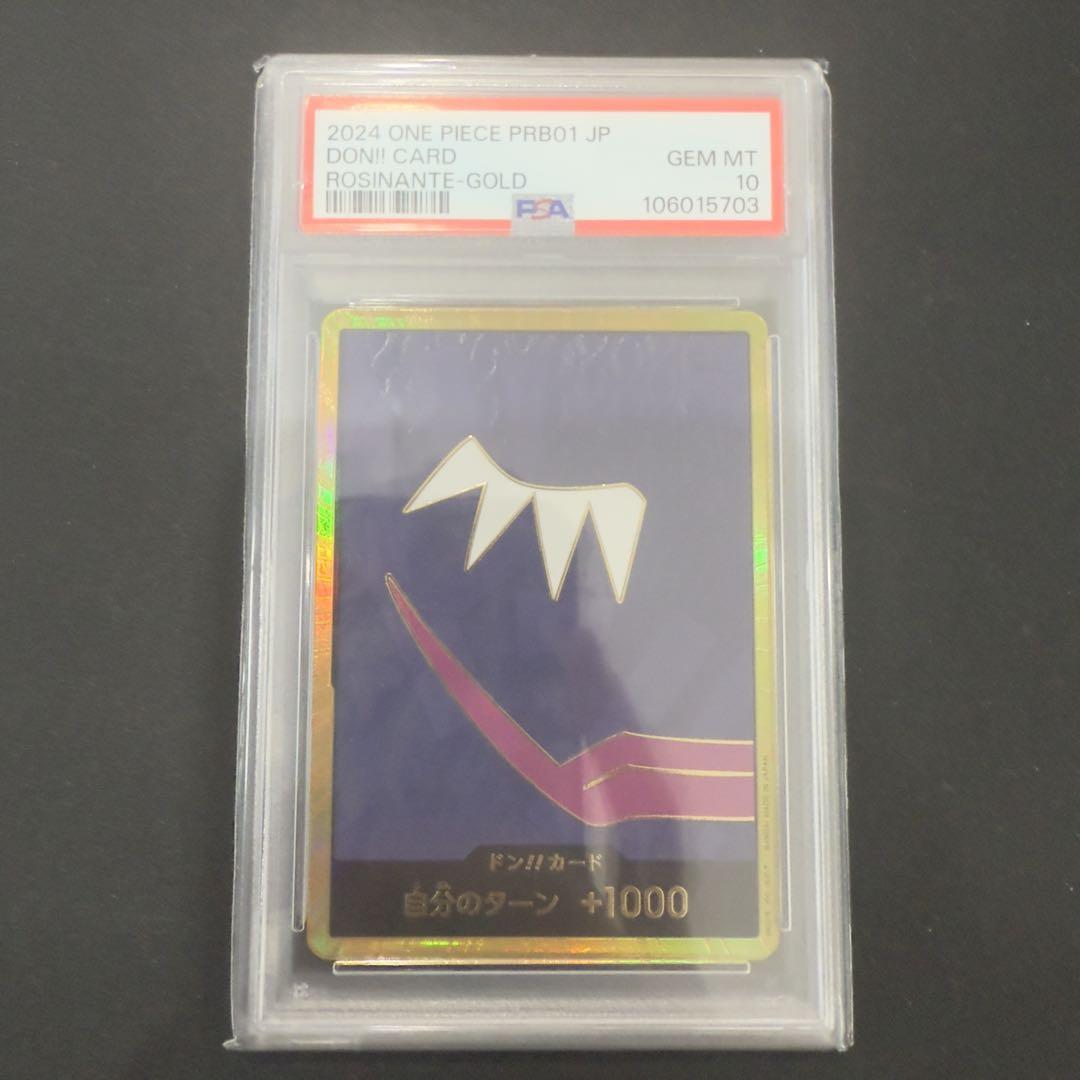 2024 ONE PIECE PRB01 JP
DON!! CARD
GEM MT
ROSINANTE-GOLD
10
PSA
106015703
ドン!!カード
自分のターン +1000